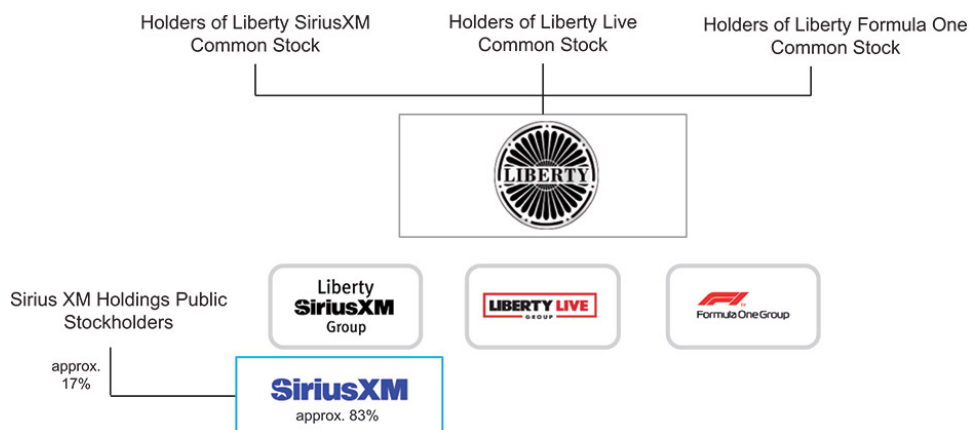 Holders of Liberty SiriusXM
Common Stock
Holders of Liberty Live
Common Stock
Holders of Liberty Formula One
Common Stock
LIBERTY
Sirius XM Holdings Public
Stockholders
Liberty
SiriusXM
Group
LIBERTY LIVE
GROUP
F1
TM
Formula One Group
approx.
17%
SiriusXM
approx. 83%